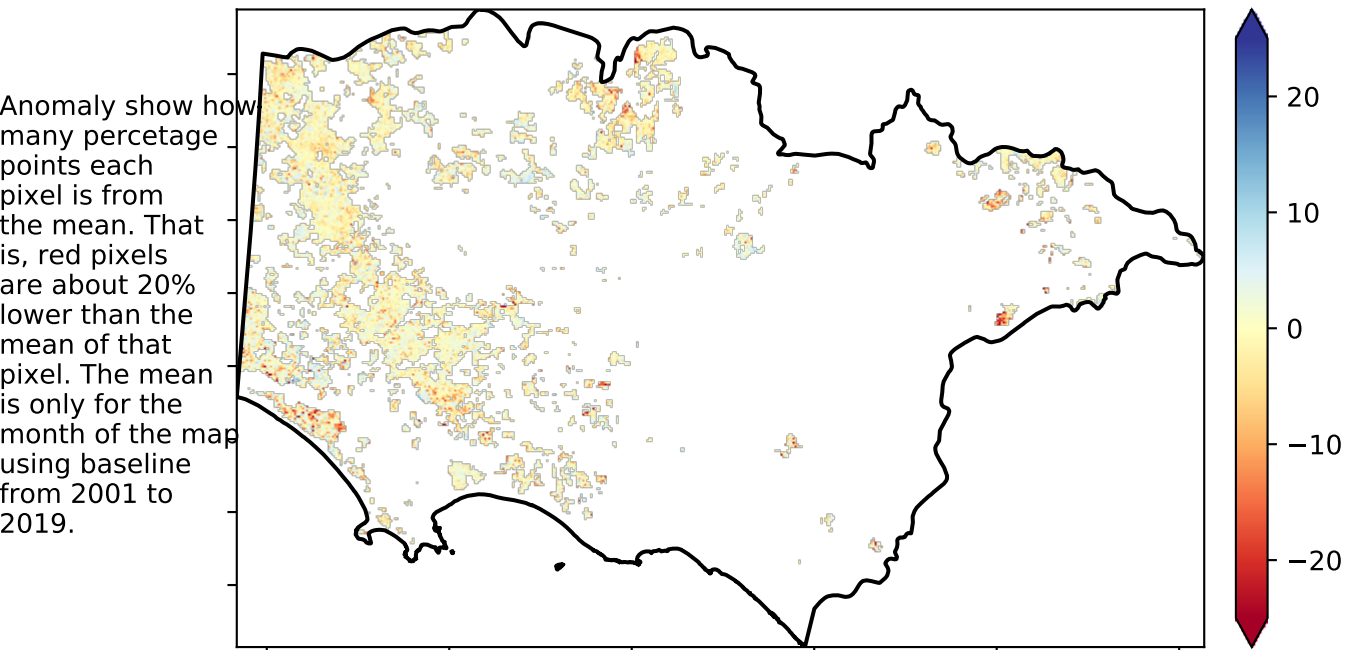 Anomaly show how
many percetage
points each
pixel is from
the mean. That
is, red pixels
are about 20%
lower than the
mean of that
pixel. The mean
is only for the
month of the map
using baseline
from 2001 to
2019.
20
10
0
−10
−20